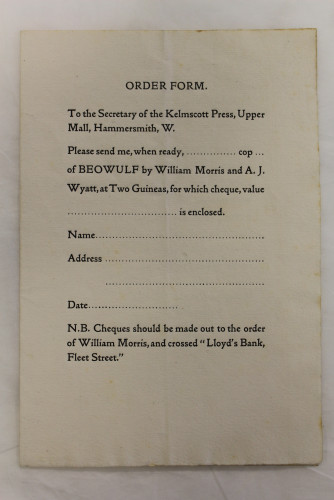 ORDER FORM.
To the Secretary of the Kelmscott Press, Upper
Mall, Hammersmith, W.
Please send me, when ready, ............... cop ...
of BEOWULF by William Morris and A. J.
Wyatt, at Two Guineas, for which cheque, value
................................ is enclosed.
Name.................................................
Address ..............................................
..............................................
Date..........................
N.B. Cheques should be made out to the order
of William Morris, and crossed "Lloyd's Bank,
Fleet Street."